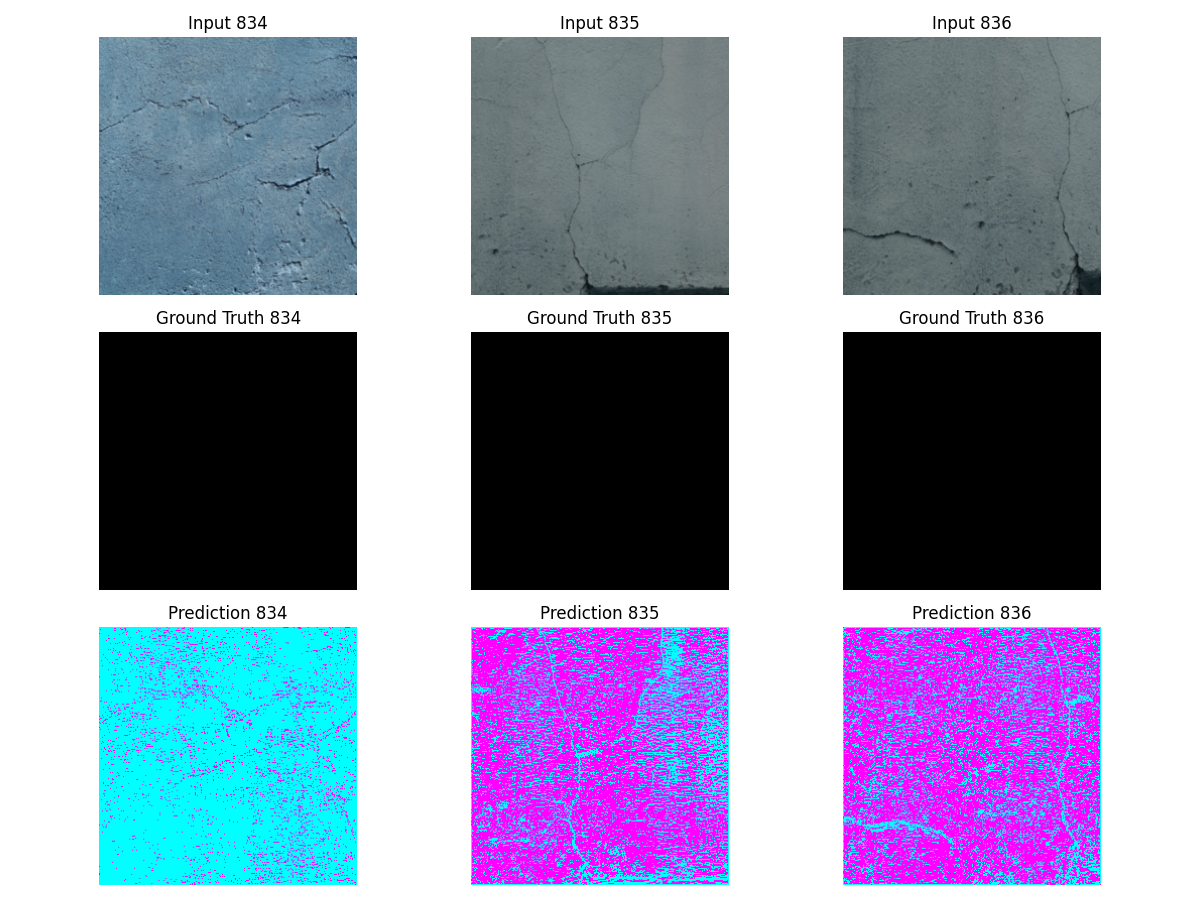 Input 834
Input 835
Input 836
Ground Truth 834
Ground Truth 835
Ground Truth 836
Prediction 834
Prediction 835
Prediction 836